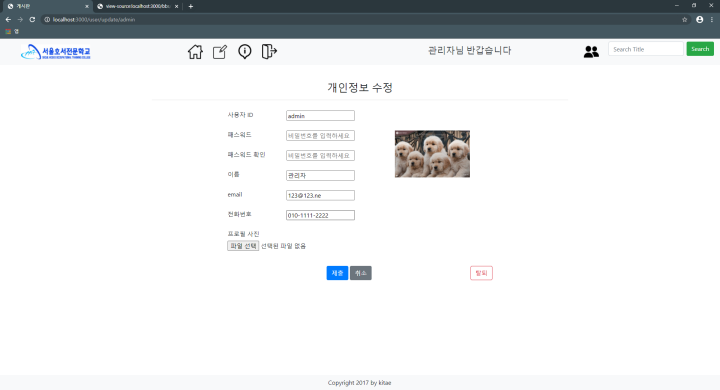 게시판
view-source:localhost:3000/bbs
localhost:3000/user/update/admin
서울호서전문학교
관리자님 반갑습니다
Search Title
Search
개인정보 수정
사용자 ID
admin
패스워드
비밀번호를 입력하세요
패스워드 확인
비밀번호를 입력하세요
이름
관리자
email
123@123.ne
전화번호
010-1111-2222
프로필 사진
파일 선택 선택된 파일 없음
제출 취소 탈퇴
Copyright 2017 by kitae